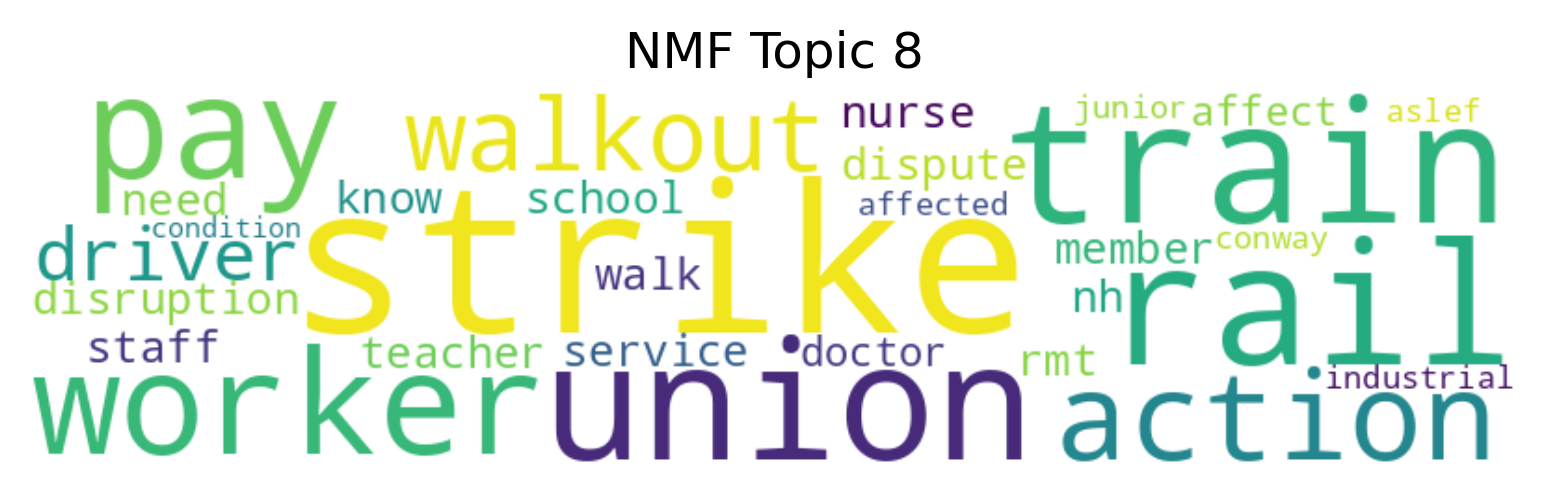 NMF Topic 8
pay walkout nurse train junior affect aslef
need know school dispute affected
condition driver strike walk member conway
disruption nh rail
staff teacher service doctor rmt industrial
worker union action